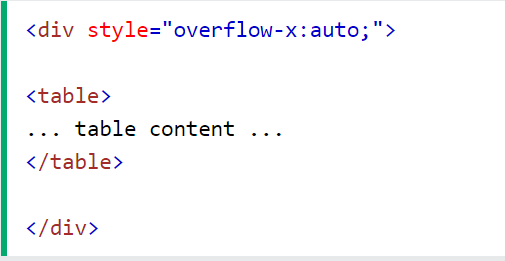 <div style="overflow-x:auto;">
<table>
... table content ...
</table>
</div>